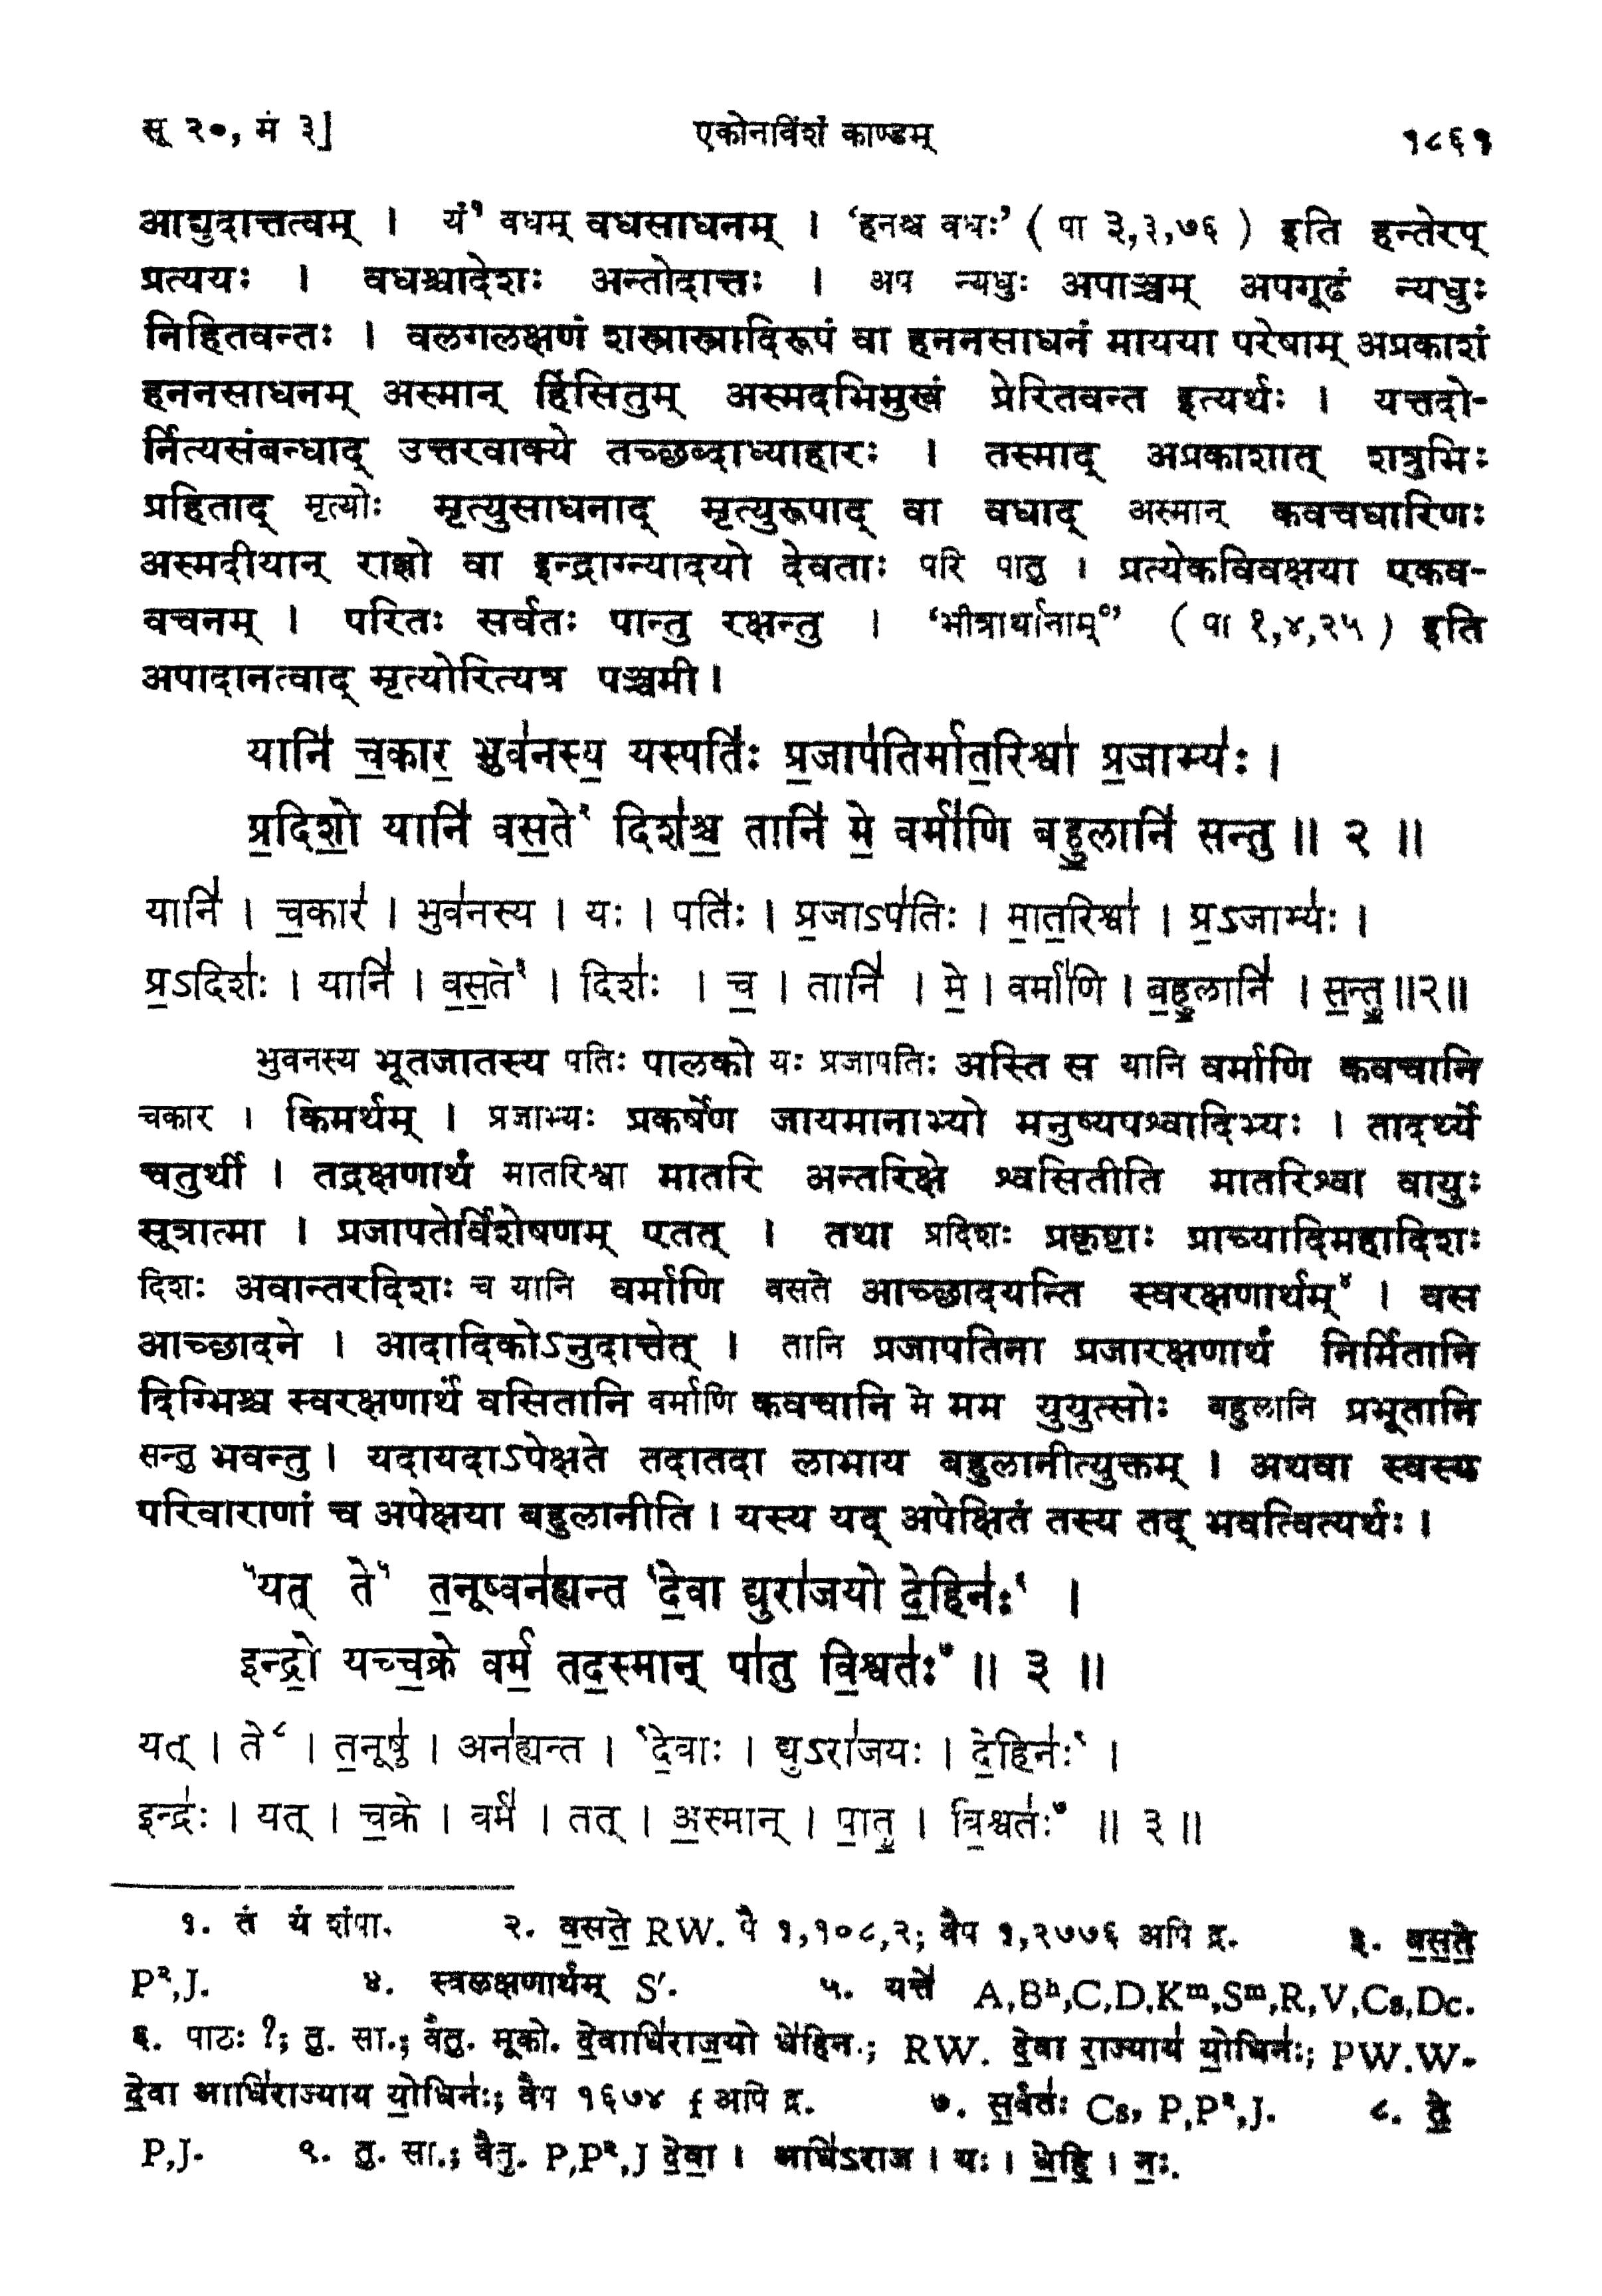 सू २०, मं ३] एकोनविंशं काण्डम् १८६१
आद्युदात्तत्वम् । यं¹ वधम् वधसाधनम् । ‘हनश्च वधः’ ( पा ३,३,७६ ) इति हन्तेरप्
प्रत्ययः । वधश्चादेशः अन्तोदात्तः । अप न्यधुः अपाञ्चम् अपगूढं न्यधुः
निहितवन्तः । वलगलक्षणं शस्त्रास्त्रादिरूपं वा हननसाधनं मायया परेषाम् अप्रकाशं
हननसाधनम् अस्मान् हिंसितुम् अस्मदभिमुखं प्रेरितवन्त इत्यर्थः । यत्तदो-
र्नित्यसंबन्धाद् उत्तरवाक्ये तच्छब्दाध्याहारः । तस्माद् अप्रकाशात् शत्रुभिः
प्रहिताद् मृत्योः मृत्युसाधनाद् मृत्युरूपाद् वा वधाद् अस्मान् कवचधारिणः
अस्मदीयान् राज्ञो वा इन्द्राग्न्यादयो देवताः परि पातु । प्रत्येकविवक्षया एकव-
वचनम् । परितः सर्वतः पान्तु रक्षन्तु । ‘भीत्रार्थानाम्°’ ( पा १,४,२५ ) इति
अपादानत्वाद् मृत्योरित्यत्र पञ्चमी ।
यानि॑ च॒कार॒ भुव॑नस्य॒ यस्पतिः॑ प्र॒जाप॑तिर्मात॒रिश्वा॑ प्र॒जाभ्यः॑ ।
प्र॒दिशो॒ यानि॑ वस॒ते² दिश॑श्च॒ तानि॑ मे॒ वर्मा॑णि बहु॒लानि॑ सन्तु ॥ २ ॥
यानि॑ । च॒कार॑ । भुव॑नस्य । यः । पतिः॑ । प्र॒जाऽप॑तिः । मा॒त॒रिश्वा॑ । प्र॒ऽजाभ्यः॑ ।
प्र॒ऽदिशः॑ । यानि॑ । व॒स॒ते³ । दिशः॑ । च॒ । तानि॑ । मे॒ । वर्मा॑णि । ब॒हु॒लानि॑ । स॒न्तु॒ ॥२॥
भुवनस्य भूतजातस्य पतिः पालको यः प्रजापतिः अस्ति स यानि वर्माणि कवचानि
चकार । किमर्थम् । प्रजाभ्यः प्रकर्षेण जायमानाभ्यो मनुष्यपश्वादिभ्यः । तादर्थ्ये
चतुर्थी । तद्रक्षणार्थं मातरिश्वा मातरि अन्तरिक्षे श्वसितीति मातरिश्वा वायुः
सूत्रात्मा । प्रजापतेर्विशेषणम् एतत् । तथा प्रदिशः प्रकृष्टाः प्राच्यादिमहादिशः
दिशः अवान्तरदिशः च यानि वर्माणि वसते आच्छादयन्ति स्वरक्षणार्थम्⁴ । वस
आच्छादने । आदादिकोऽनुदात्तेत् । तानि प्रजापतिना प्रजारक्षणार्थं निर्मितानि
दिग्भिश्च स्वरक्षणार्थं वसितानि वर्माणि कवचानि मे मम युयुत्सोः बहुलानि प्रभूतानि
सन्तु भवन्तु । यदायदाऽपेक्षते तदातदा लाभाय बहुलानीत्युक्तम् । अथवा स्वस्य
परिवाराणां च अपेक्षया बहुलानीति । यस्य यद् अपेक्षितं तस्य तद् भवत्वित्यर्थः ।
⁵यत् ते⁵ त॒नूष्वन॑ह्यन्त ⁶दे॒वा द्युरा॑जयो दे॒हिनः॑⁶ ।
इन्द्रो॒ यच्च॒क्रे वर्म॒ तद॒स्मान् पा॑तु वि॒श्वतः॑⁷ ॥ ३ ॥
यत् । ते⁸ । त॒नूषु॑ । अन॑ह्यन्त । ⁹दे॒वाः । द्यु॒ऽरा॑जयः । दे॒हिनः॑⁹ ।
इन्द्रः॑ । यत् । च॒क्रे । वर्म॑ । तत् । अ॒स्मान् । पा॒तु॒ । वि॒श्वतः॑⁷ ॥ ३ ॥
१. तं यं शंपा. २. व॒सते॒ RW. पै १,१०८,२; वैप १,२७७६ अपि द्र. ३. व॒स॒ते॒
P²,J. ४. स्त्रलक्षणार्थम् S′. ५. यत्ते॑ A,Bʰ,C,D,Kᵐ,Sᵐ,R,V,Cs,Dc.
६. पाठः ?; तु. सा.; वैतु. मूको. दे॒वाधि॑राज॒यो धे॑हिन.; RW. दे॒वा रा॒ज्याय॑ यो॒धिनः॑; PW.W-
दे॒वा आधि॑राज्याय यो॒धिनः॑; वैप १६७४ f अपि द्र. ७. स॒र्वतः॑ Cs, P,P²,J. ८. ते॒
P,J. ९. तु. सा.; वैतु. P,P²,J दे॒वा॒ । अधि॑ऽराज । यः । धे॒हि॒ । नः॒.